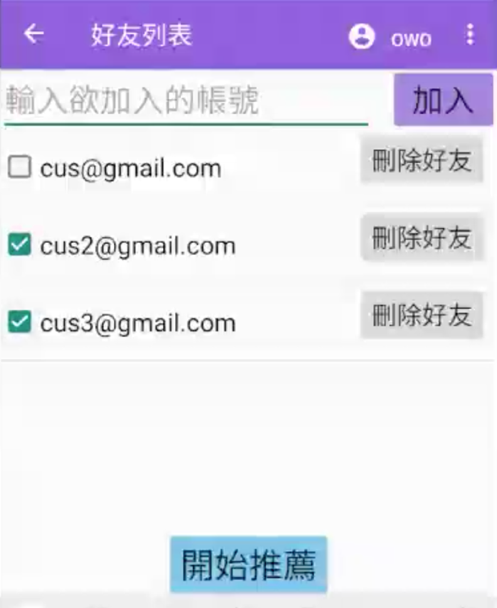 好友列表 owo
輸入欲加入的帳號 加入
cus@gmail.com 刪除好友
cus2@gmail.com 刪除好友
cus3@gmail.com 刪除好友
開始推薦